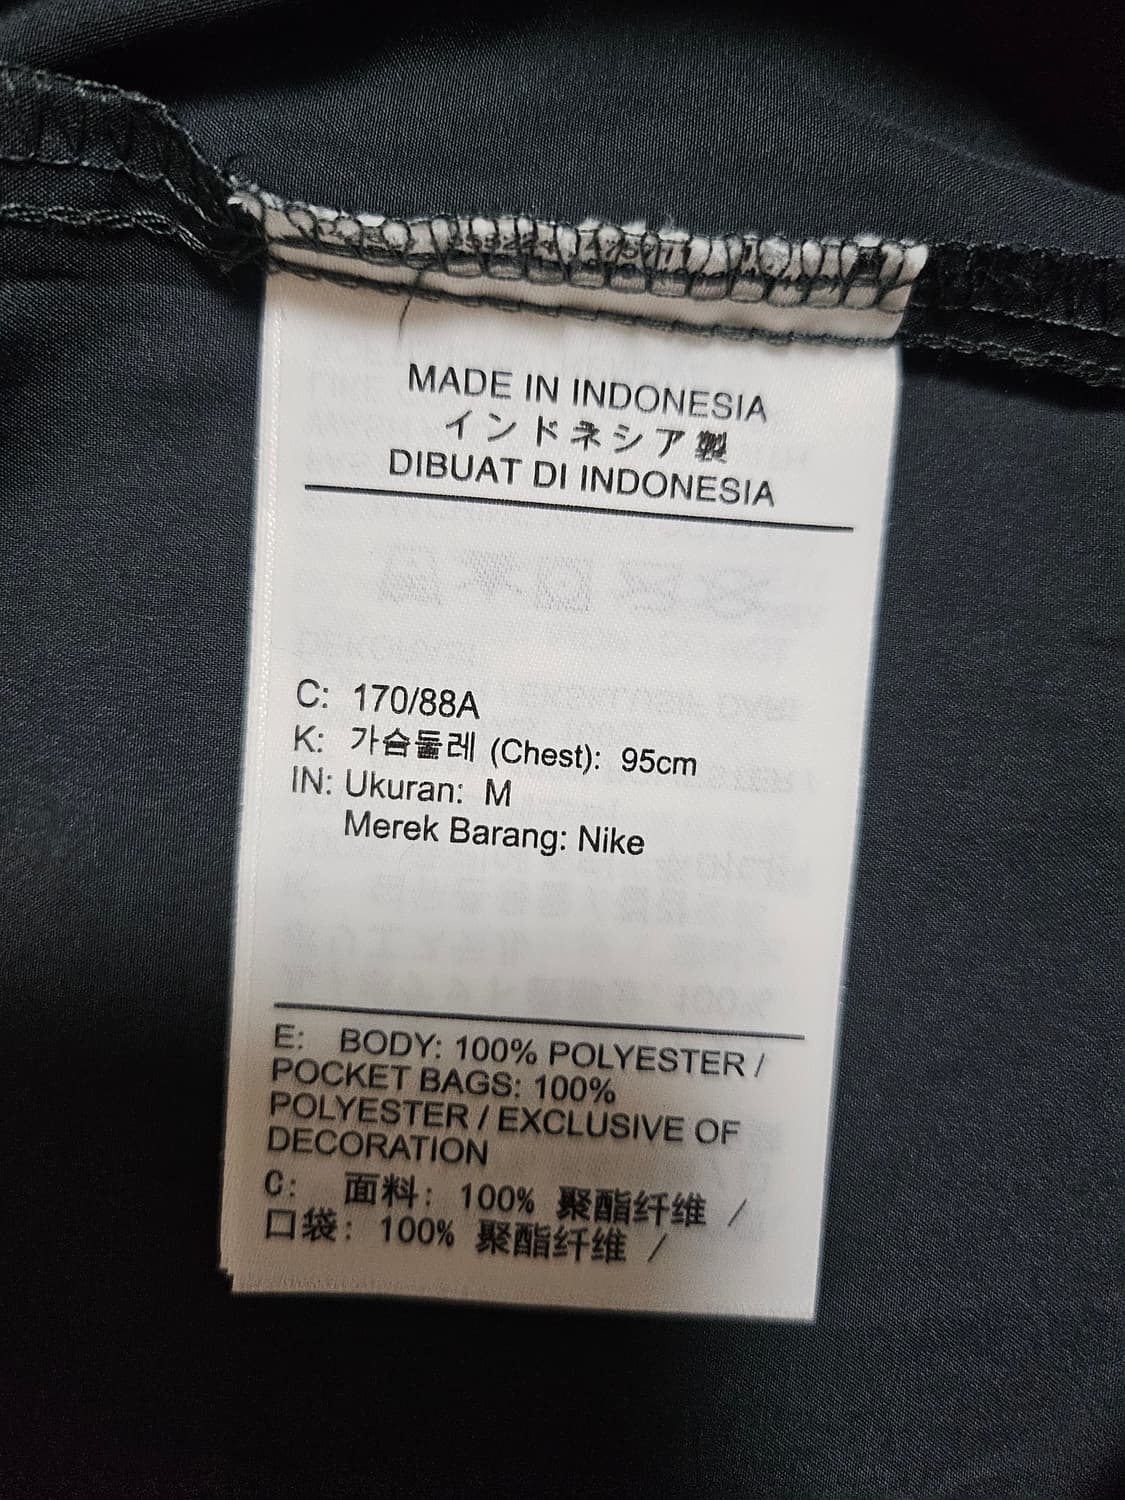 MADE IN INDONESIA
インドネシア製
DIBUAT DI INDONESIA
C: 170/88A
K: 가슴둘레 (Chest): 95cm
IN: Ukuran: M
Merek Barang: Nike
E: BODY: 100% POLYESTER /
POCKET BAGS: 100%
POLYESTER / EXCLUSIVE OF
DECORATION
C: 面料: 100% 聚酯纤维 /
口袋: 100% 聚酯纤维 /